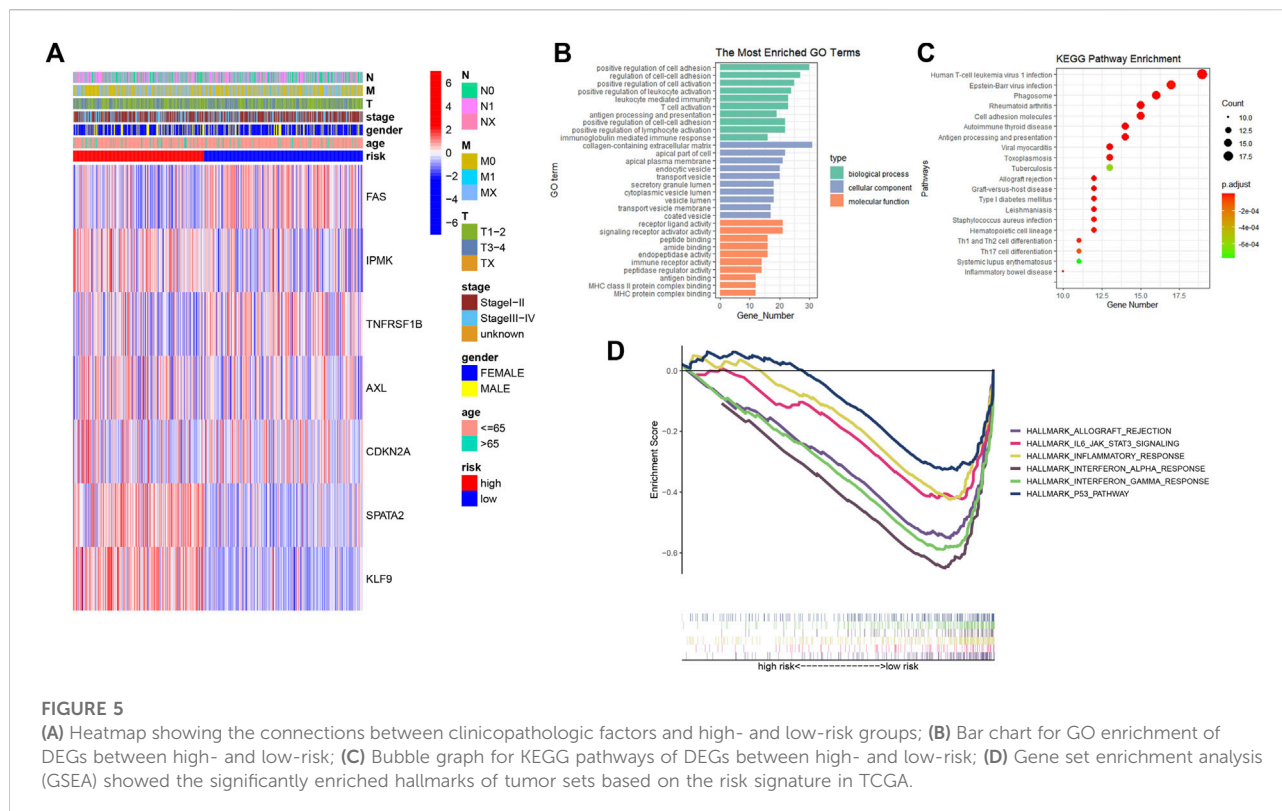 A
N
M
T
stage
gender
age
risk
FAS
IPMK
TNFRSF1B
AXL
CDKN2A
SPATA2
KLF9
6
4
2
0
−2
−4
−6
N
N0
N1
NX
M
M0
M1
MX
T
T1−2
T3−4
TX
stage
StageI−II
StageIII−IV
unknown
gender
FEMALE
MALE
age
<=65
>65
risk
high
low
B
The Most Enriched GO Terms
GO term
positive regulation of cell adhesion
regulation of cell-cell adhesion
positive regulation of cell activation
positive regulation of leukocyte activation
leukocyte mediated immunity
T cell activation
antigen processing and presentation
positive regulation of cell-cell adhesion
positive regulation of lymphocyte activation
immunoglobulin mediated immune response
collagen-containing extracellular matrix
apical part of cell
apical plasma membrane
endocytic vesicle
transport vesicle
secretory granule lumen
cytoplasmic vesicle lumen
vesicle lumen
transport vesicle membrane
coated vesicle
receptor ligand activity
signaling receptor activator activity
peptide binding
amide binding
endopeptidase activity
immune receptor activity
peptidase regulator activity
antigen binding
MHC class II protein complex binding
MHC protein complex binding
0 10 20 30
Gene_Number
type
biological process
cellular component
molecular function
C
KEGG Pathway Enrichment
Pathways
Human T-cell leukemia virus 1 infection
Epstein-Barr virus infection
Phagosome
Rheumatoid arthritis
Cell adhesion molecules
Autoimmune thyroid disease
Antigen processing and presentation
Viral myocarditis
Toxoplasmosis
Tuberculosis
Allograft rejection
Graft-versus-host disease
Type I diabetes mellitus
Leishmaniasis
Staphylococcus aureus infection
Hematopoietic cell lineage
Th1 and Th2 cell differentiation
Th17 cell differentiation
Systemic lupus erythematosus
Inflammatory bowel disease
10.0 12.5 15.0 17.5
Gene Number
Count
10.0
12.5
15.0
17.5
p.adjust
-2e-04
-4e-04
-6e-04
D
Enrichment Score
0.0
−0.2
−0.4
−0.6
HALLMARK_ALLOGRAFT_REJECTION
HALLMARK_IL6_JAK_STAT3_SIGNALING
HALLMARK_INFLAMMATORY_RESPONSE
HALLMARK_INTERFERON_ALPHA_RESPONSE
HALLMARK_INTERFERON_GAMMA_RESPONSE
HALLMARK_P53_PATHWAY
high risk<--------------->low risk
FIGURE 5
(A) Heatmap showing the connections between clinicopathologic factors and high- and low-risk groups; (B) Bar chart for GO enrichment of
DEGs between high- and low-risk; (C) Bubble graph for KEGG pathways of DEGs between high- and low-risk; (D) Gene set enrichment analysis
(GSEA) showed the significantly enriched hallmarks of tumor sets based on the risk signature in TCGA.